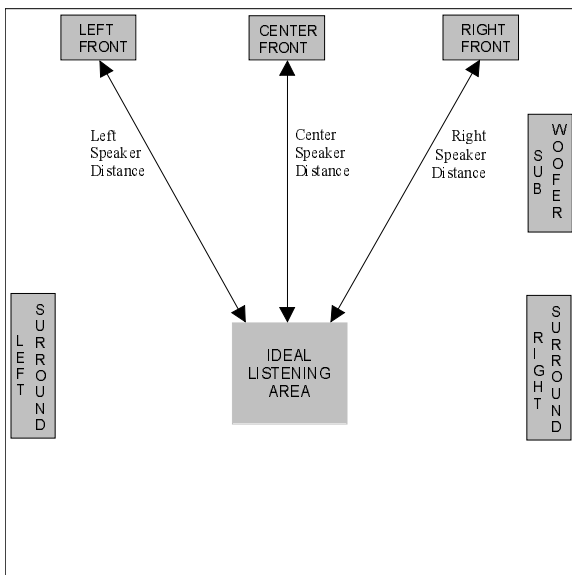 LEFT
FRONT
CENTER
FRONT
RIGHT
FRONT
Left
Speaker
Distance
Center
Speaker
Distance
Right
Speaker
Distance
SUB
WOOFER
LEFT
SURROUND
IDEAL
LISTENING
AREA
RIGHT
SURROUND